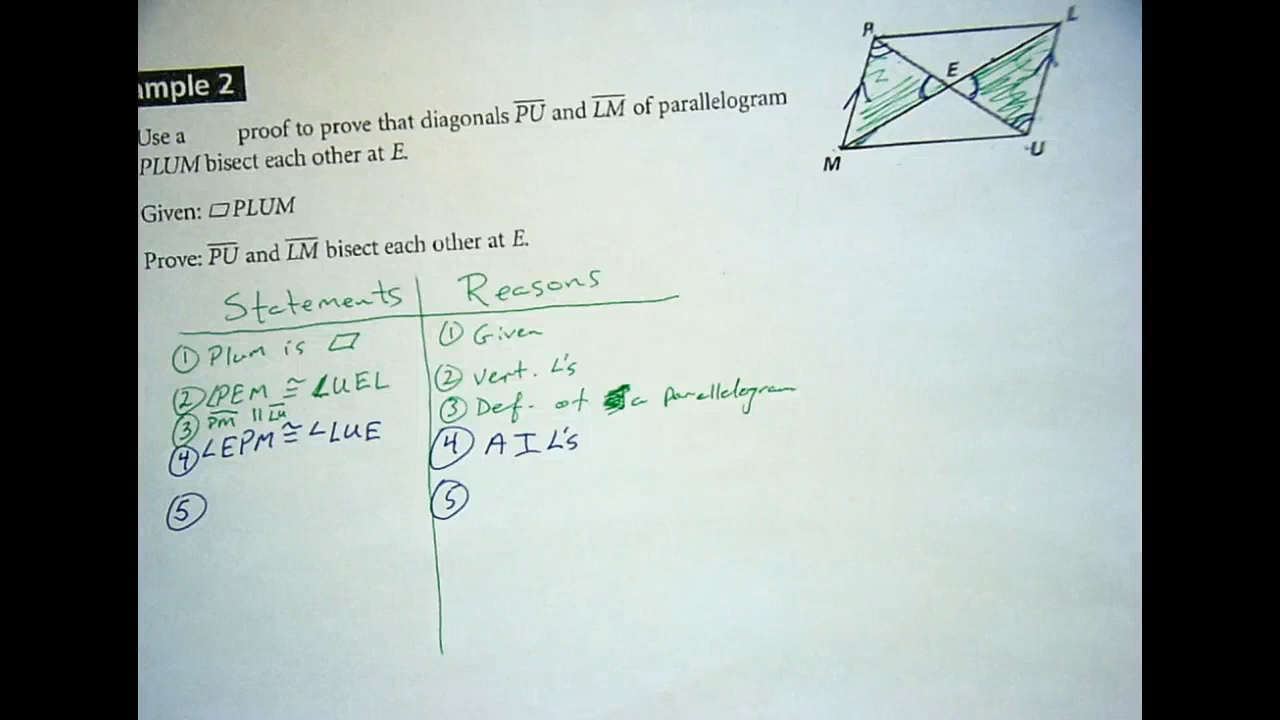 P
L
E
M
U
mple 2
Use a proof to prove that diagonals PU and LM of parallelogram
PLUM bisect each other at E.
Given: ▱PLUM
Prove: PU and LM bisect each other at E.
Statements Reasons
① Plum is ▱ ① Given
② ∠PEM ≅ ∠UEL ② Vert. ∠'s
③ PM || LU ③ Def. of a Parallelogram
④ ∠EPM ≅ ∠LUE ④ AI ∠'s
⑤ ⑤